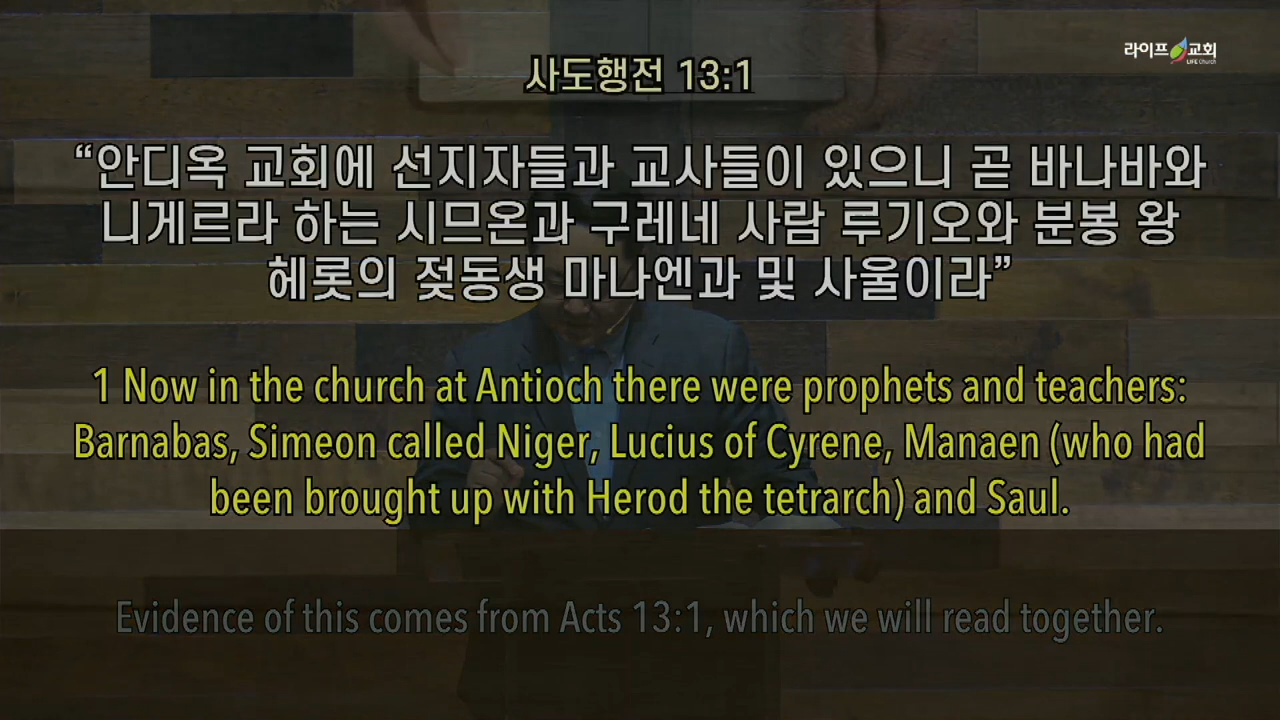 라이프교회
LIFE Church
사도행전 13:1
“안디옥 교회에 선지자들과 교사들이 있으니 곧 바나바와
니게르라 하는 시므온과 구레네 사람 루기오와 분봉 왕
헤롯의 젖동생 마나엔과 및 사울이라”
1 Now in the church at Antioch there were prophets and teachers:
Barnabas, Simeon called Niger, Lucius of Cyrene, Manaen (who had
been brought up with Herod the tetrarch) and Saul.
Evidence of this comes from Acts 13:1, which we will read together.